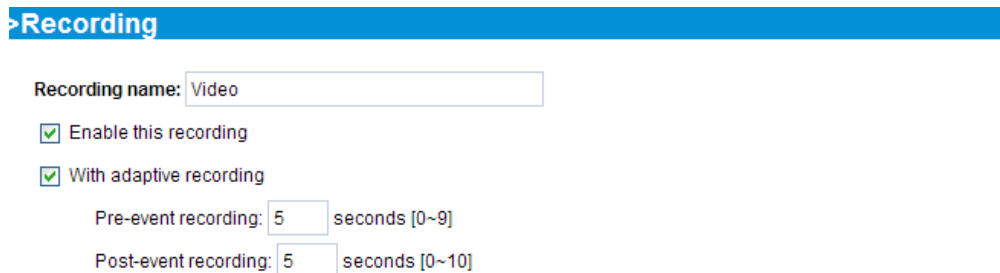 >Recording
Recording name: Video
Enable this recording
With adaptive recording
Pre-event recording: 5 seconds [0~9]
Post-event recording: 5 seconds [0~10]